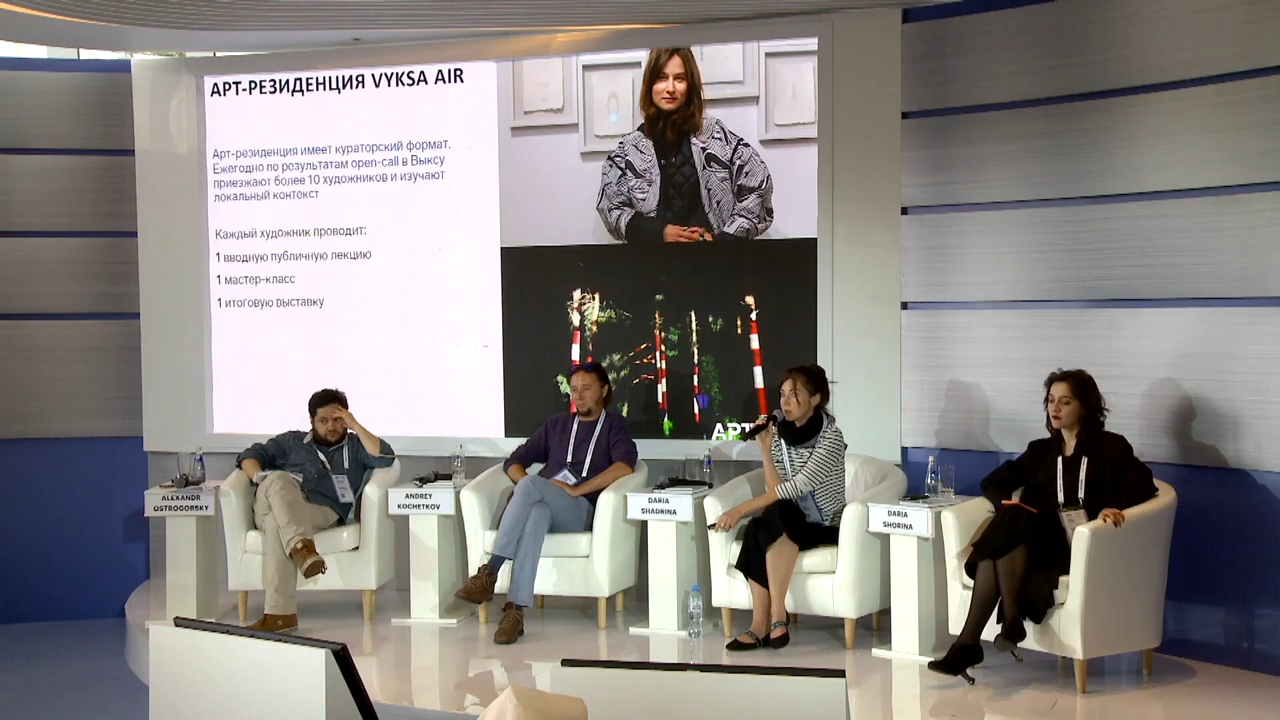 АРТ-РЕЗИДЕНЦИЯ VYKSA AIR
Арт-резиденция имеет кураторский формат.
Ежегодно по результатам open-call в Выксу
приезжают более 10 художников и изучают
локальный контекст
Каждый художник проводит:
1 вводную публичную лекцию
1 мастер-класс
1 итоговую выставку
АРТ
ALEXANDR
OSTROGORSKY
ANDREY
KOCHETKOV
DARIA
SHADRINA
DARIA
SHORINA